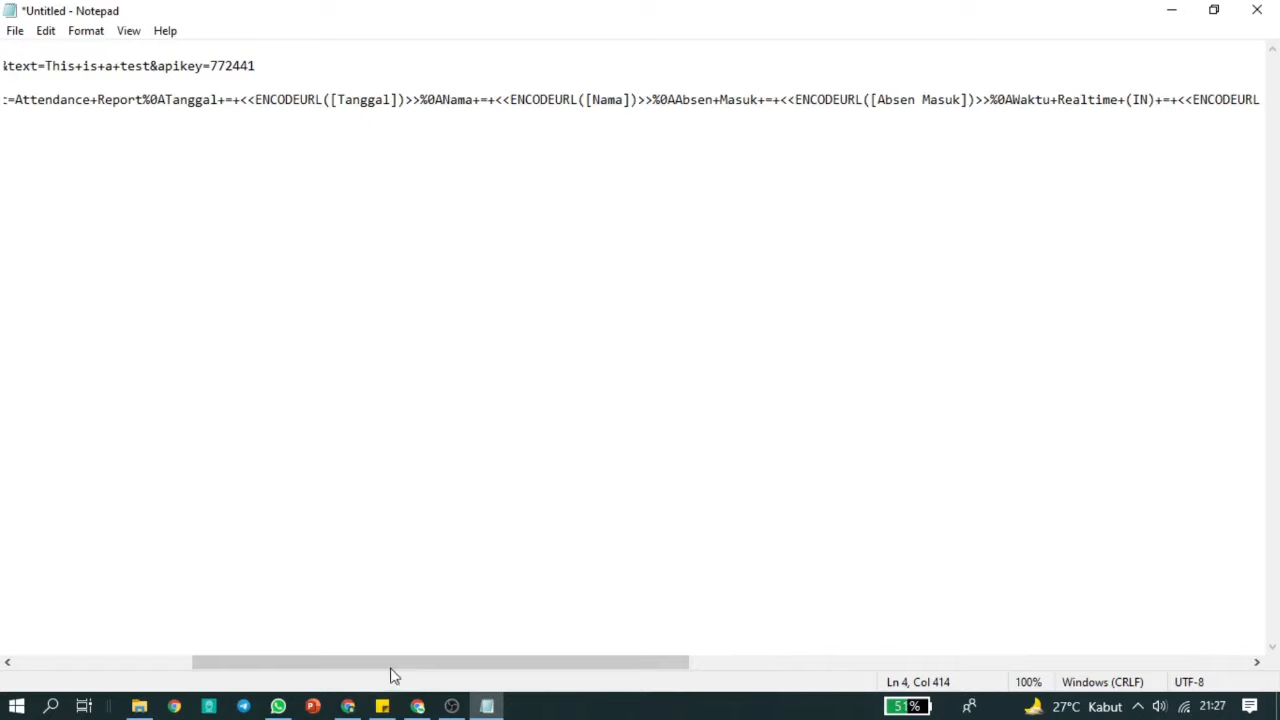 *Untitled - Notepad
File Edit Format View Help
&text=This+is+a+test&apikey=772441
t=Attendance+Report%0ATanggal+=+<<ENCODEURL([Tanggal])>>%0ANama+=+<<ENCODEURL([Nama])>>%0AAbsen+Masuk+=+<<ENCODEURL([Absen Masuk])>>%0AWaktu+Realtime+(IN)+=+<<ENCODEURL
Ln 4, Col 414 100% Windows (CRLF) UTF-8
51% 27°C Kabut 21:27